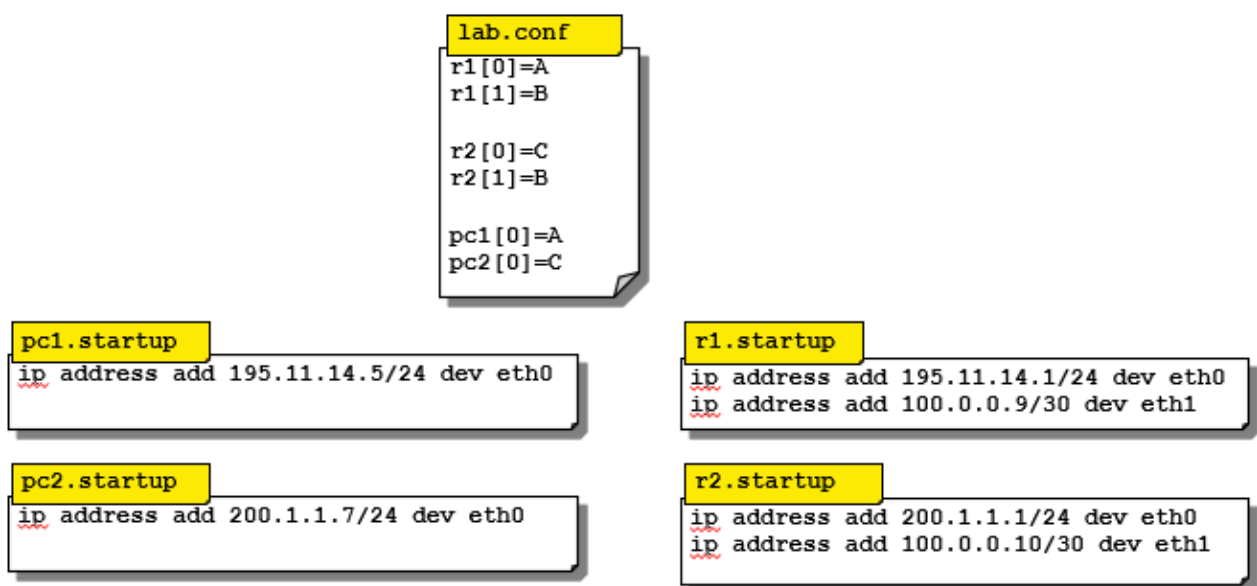 lab.conf
r1[0]=A
r1[1]=B
r2[0]=C
r2[1]=B
pc1[0]=A
pc2[0]=C
pc1.startup
ip address add 195.11.14.5/24 dev eth0
r1.startup
ip address add 195.11.14.1/24 dev eth0
ip address add 100.0.0.9/30 dev eth1
pc2.startup
ip address add 200.1.1.7/24 dev eth0
r2.startup
ip address add 200.1.1.1/24 dev eth0
ip address add 100.0.0.10/30 dev eth1